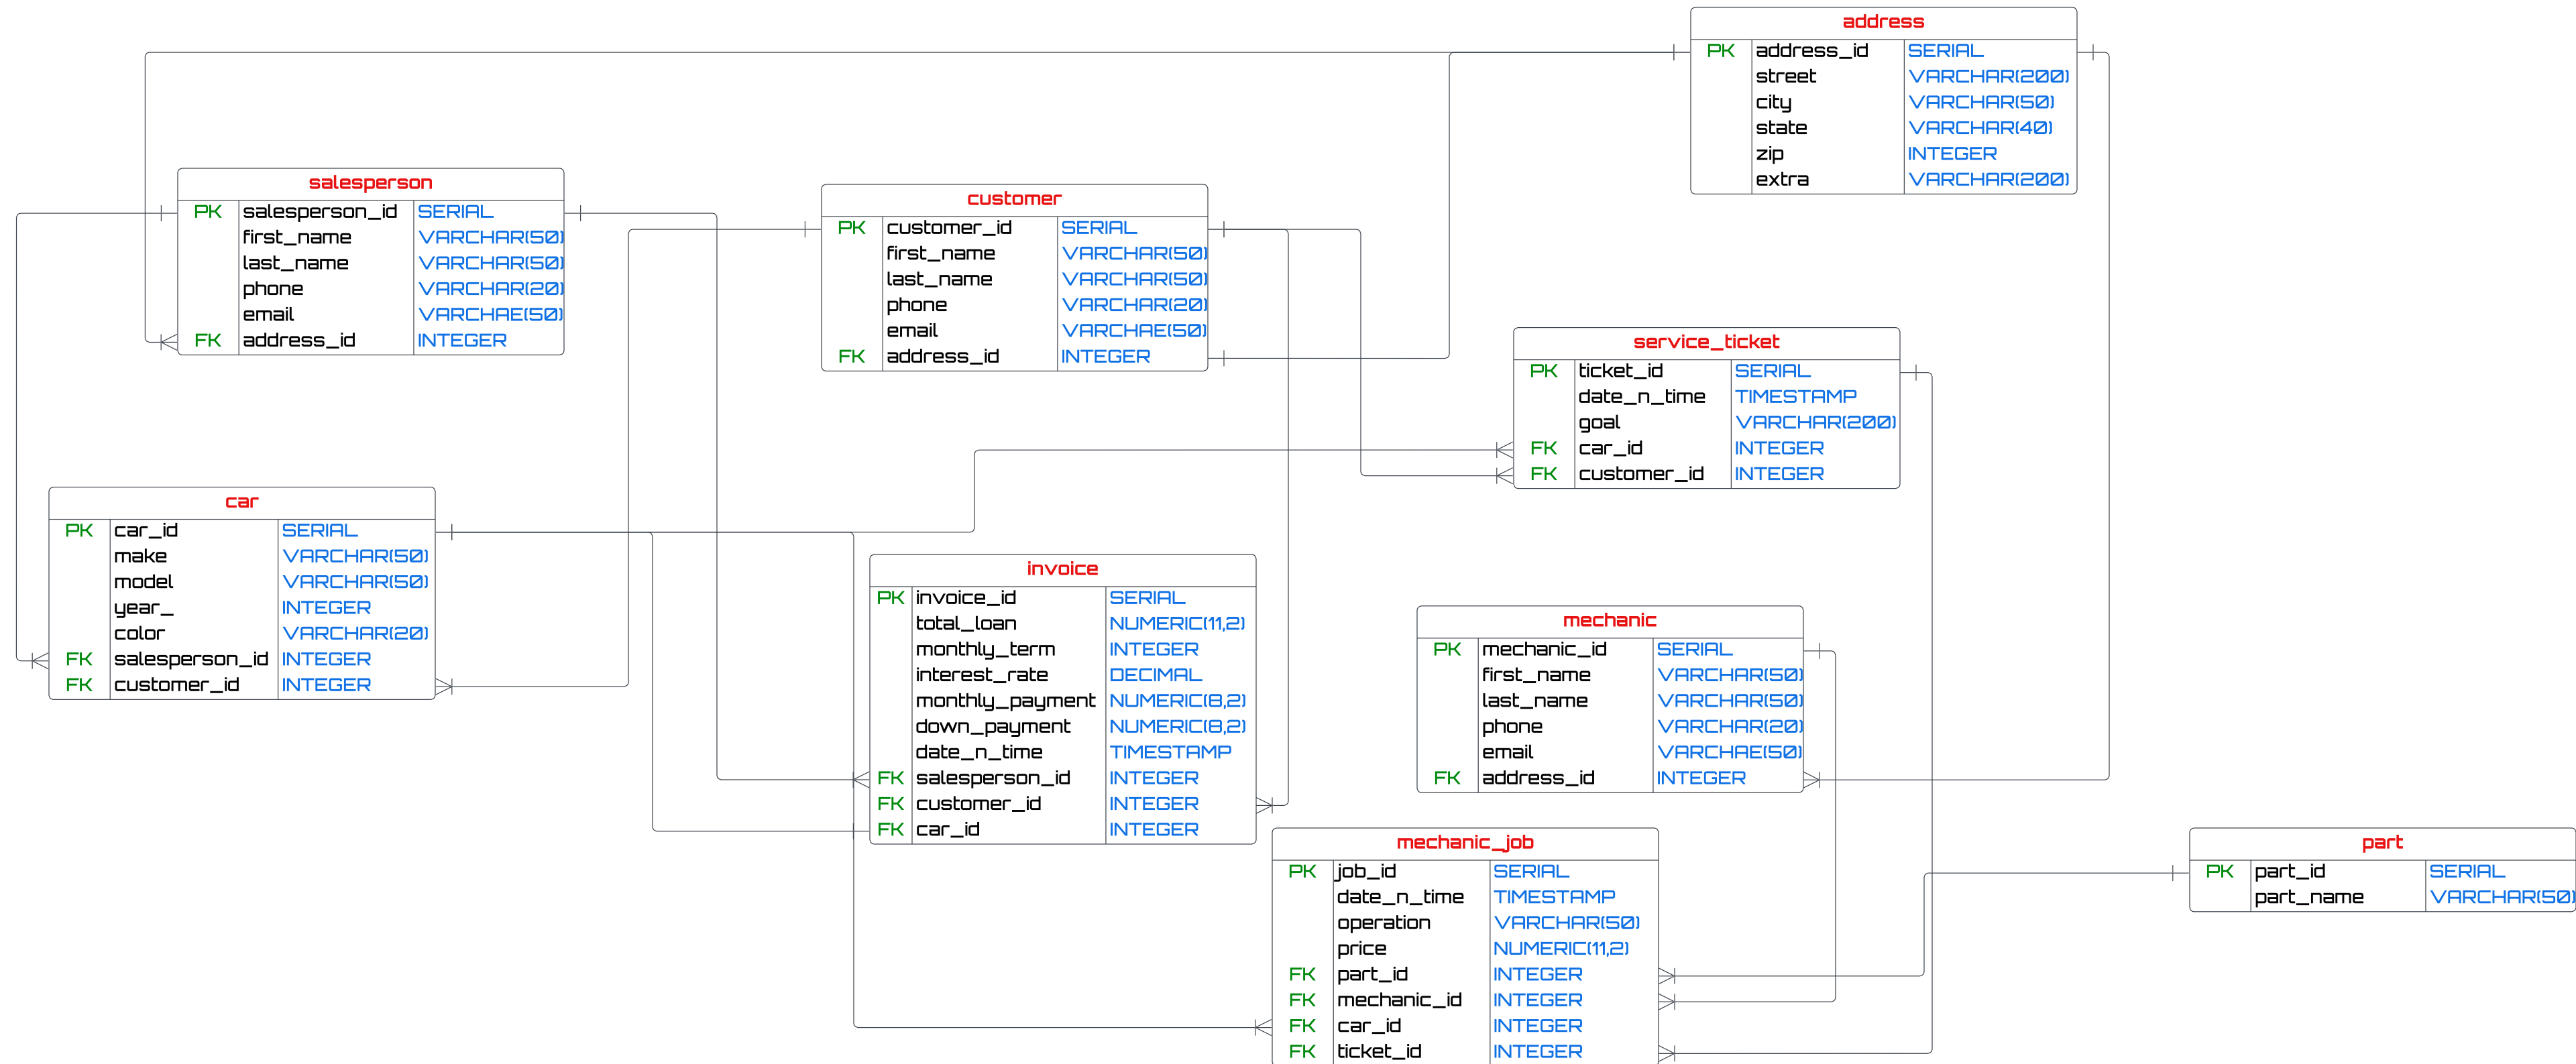 address
PK address_id SERIAL
street VARCHAR(200)
city VARCHAR(50)
state VARCHAR(40)
zip INTEGER
extra VARCHAR(200)
salesperson
PK salesperson_id SERIAL
first_name VARCHAR(50)
last_name VARCHAR(50)
phone VARCHAR(20)
email VARCHAE(50)
FK address_id INTEGER
customer
PK customer_id SERIAL
first_name VARCHAR(50)
last_name VARCHAR(50)
phone VARCHAR(20)
email VARCHAE(50)
FK address_id INTEGER
service_ticket
PK ticket_id SERIAL
date_n_time TIMESTAMP
goal VARCHAR(200)
FK car_id INTEGER
FK customer_id INTEGER
car
PK car_id SERIAL
make VARCHAR(50)
model VARCHAR(50)
year_ INTEGER
color VARCHAR(20)
FK salesperson_id INTEGER
FK customer_id INTEGER
invoice
PK invoice_id SERIAL
total_loan NUMERIC(11,2)
monthly_term INTEGER
interest_rate DECIMAL
monthly_payment NUMERIC(8,2)
down_payment NUMERIC(8,2)
date_n_time TIMESTAMP
FK salesperson_id INTEGER
FK customer_id INTEGER
FK car_id INTEGER
mechanic
PK mechanic_id SERIAL
first_name VARCHAR(50)
last_name VARCHAR(50)
phone VARCHAR(20)
email VARCHAE(50)
FK address_id INTEGER
mechanic_job
PK job_id SERIAL
date_n_time TIMESTAMP
operation VARCHAR(50)
price NUMERIC(11,2)
FK part_id INTEGER
FK mechanic_id INTEGER
FK car_id INTEGER
FK ticket_id INTEGER
part
PK part_id SERIAL
part_name VARCHAR(50)